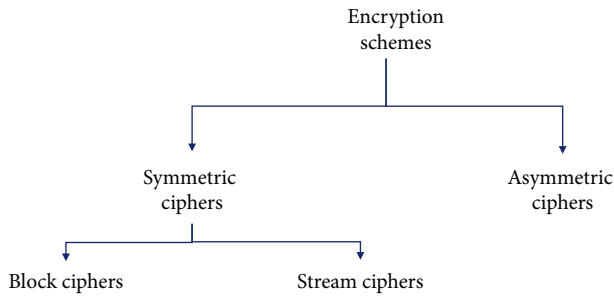 Encryption
schemes
Symmetric
ciphers
Asymmetric
ciphers
Block ciphers
Stream ciphers